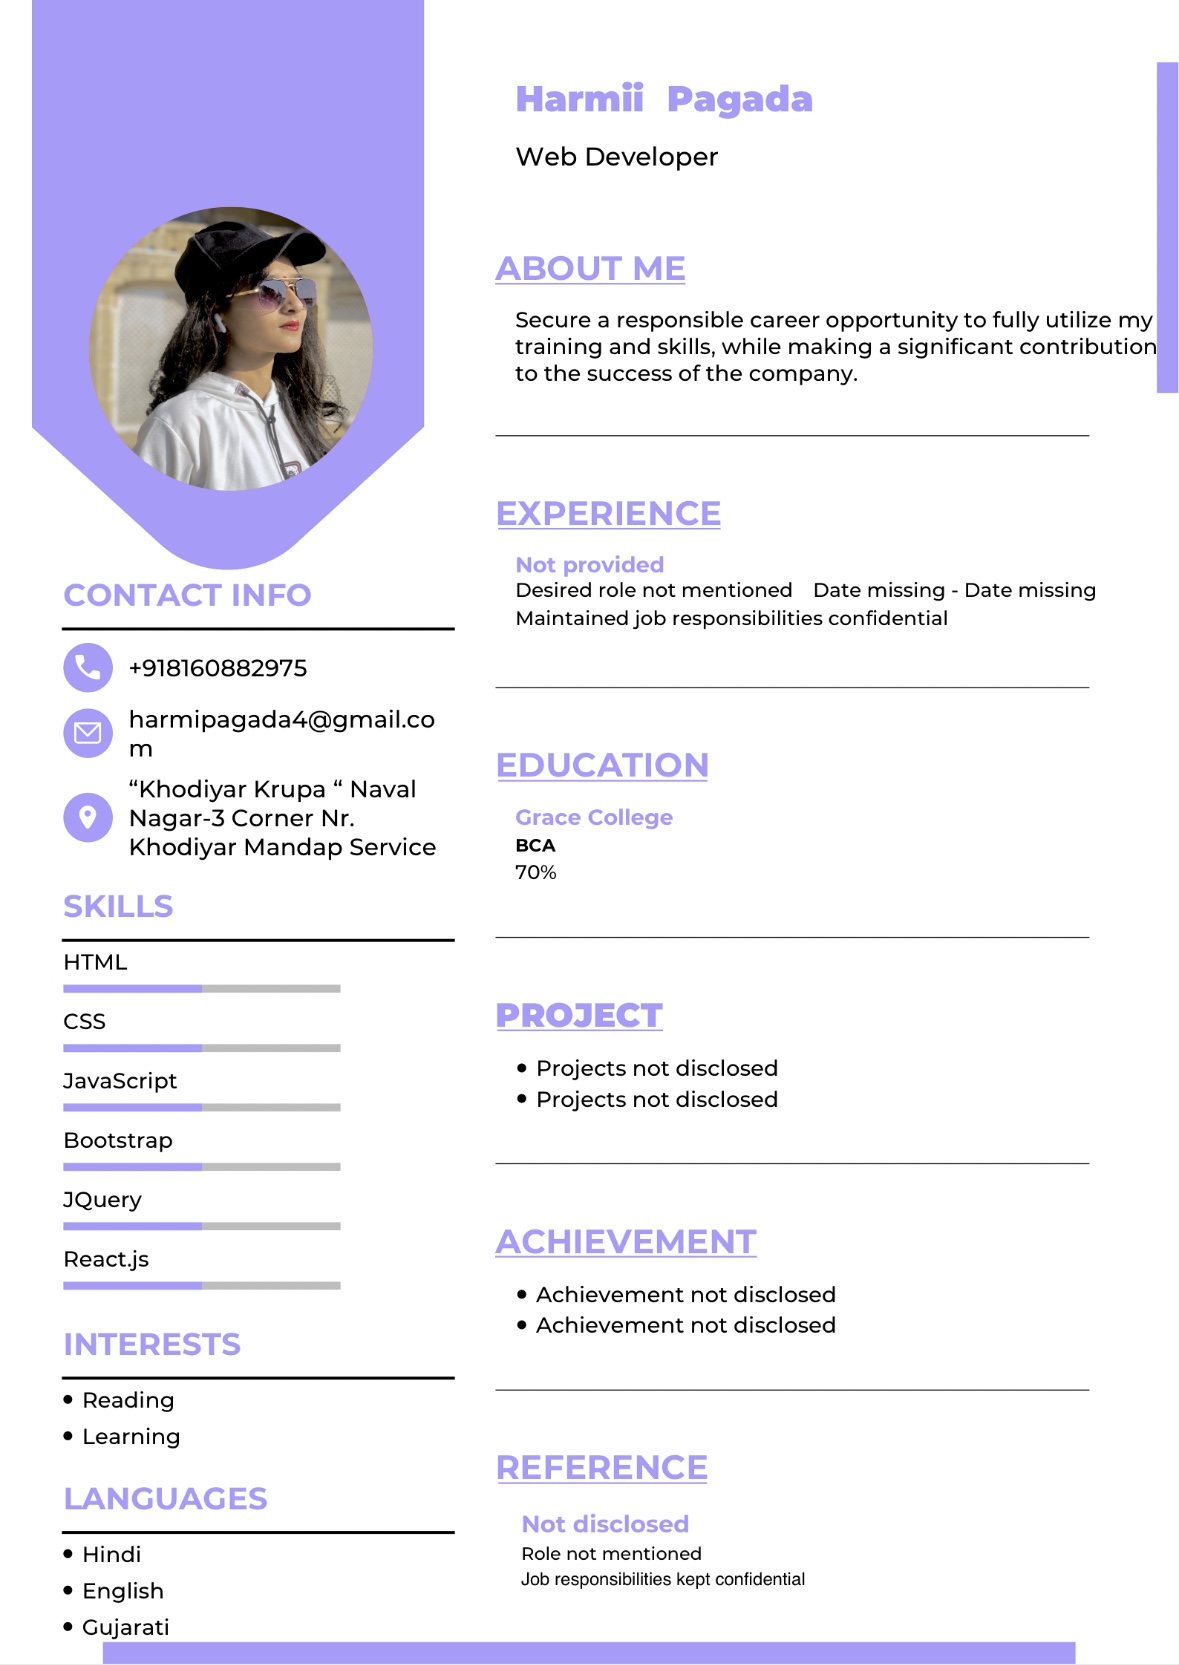 Harmii Pagada
Web Developer
ABOUT ME
Secure a responsible career opportunity to fully utilize my
training and skills, while making a significant contribution
to the success of the company.
EXPERIENCE
Not provided
Desired role not mentioned Date missing - Date missing
Maintained job responsibilities confidential
EDUCATION
Grace College
BCA
70%
PROJECT
• Projects not disclosed
• Projects not disclosed
ACHIEVEMENT
• Achievement not disclosed
• Achievement not disclosed
REFERENCE
Not disclosed
Role not mentioned
Job responsibilities kept confidential
CONTACT INFO
+918160882975
harmipagada4@gmail.co
m
“Khodiyar Krupa “ Naval
Nagar-3 Corner Nr.
Khodiyar Mandap Service
SKILLS
HTML
CSS
JavaScript
Bootstrap
JQuery
React.js
INTERESTS
• Reading
• Learning
LANGUAGES
• Hindi
• English
• Gujarati